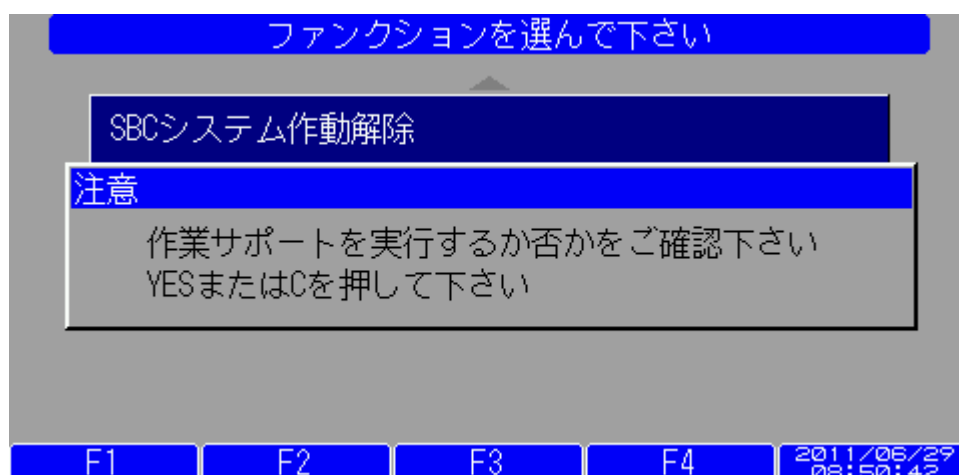 ファンクションを選んで下さい
SBCシステム作動解除
注意
作業サポートを実行するか否かをご確認下さい
YESまたはCを押して下さい
F1 F2 F3 F4 2011/06/29
08:50:42